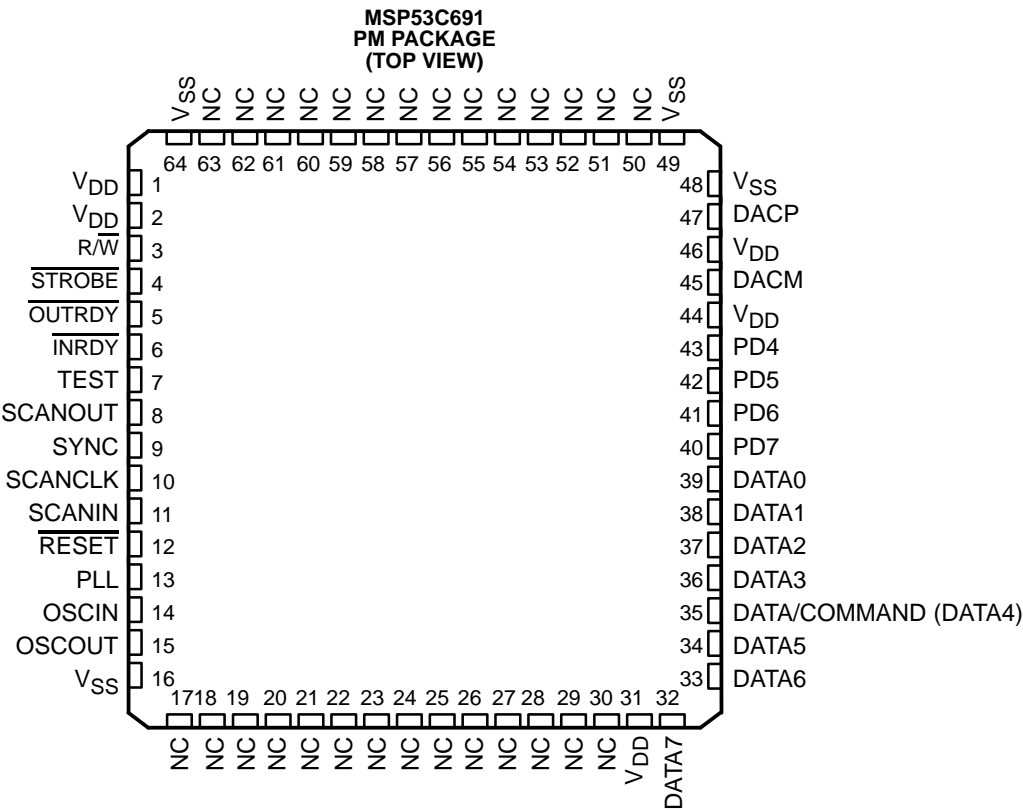 MSP53C691
PM PACKAGE
(TOP VIEW)
VSS NC NC NC NC NC NC NC NC NC NC NC NC NC NC VSS
64 63 62 61 60 59 58 57 56 55 54 53 52 51 50 49
VDD 1
VDD 2
R/W̅ 3
S̅T̅R̅O̅B̅E̅ 4
O̅U̅T̅R̅D̅Y̅ 5
I̅N̅R̅D̅Y̅ 6
TEST 7
SCANOUT 8
SYNC 9
SCANCLK 10
SCANIN 11
R̅E̅S̅E̅T̅ 12
PLL 13
OSCIN 14
OSCOUT 15
VSS 16
48 VSS
47 DACP
46 VDD
45 DACM
44 VDD
43 PD4
42 PD5
41 PD6
40 PD7
39 DATA0
38 DATA1
37 DATA2
36 DATA3
35 DATA/COMMAND (DATA4)
34 DATA5
33 DATA6
17 18 19 20 21 22 23 24 25 26 27 28 29 30 31 32
NC NC NC NC NC NC NC NC NC NC NC NC NC NC VDD DATA7